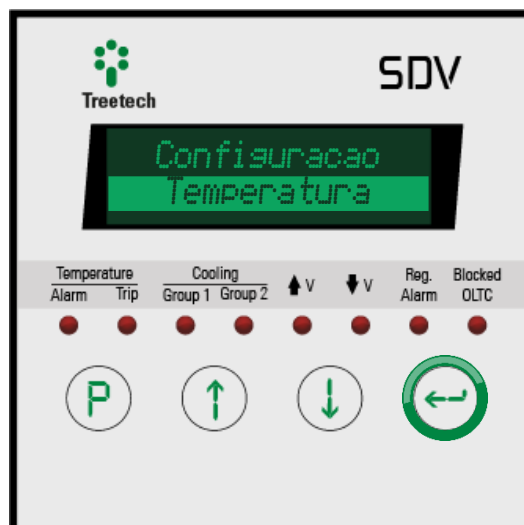 SDV
Treetech
Configuracao
Temperatura
Temperature Cooling V V Reg. Blocked
Alarm Trip Group 1 Group 2 Alarm OLTC
P